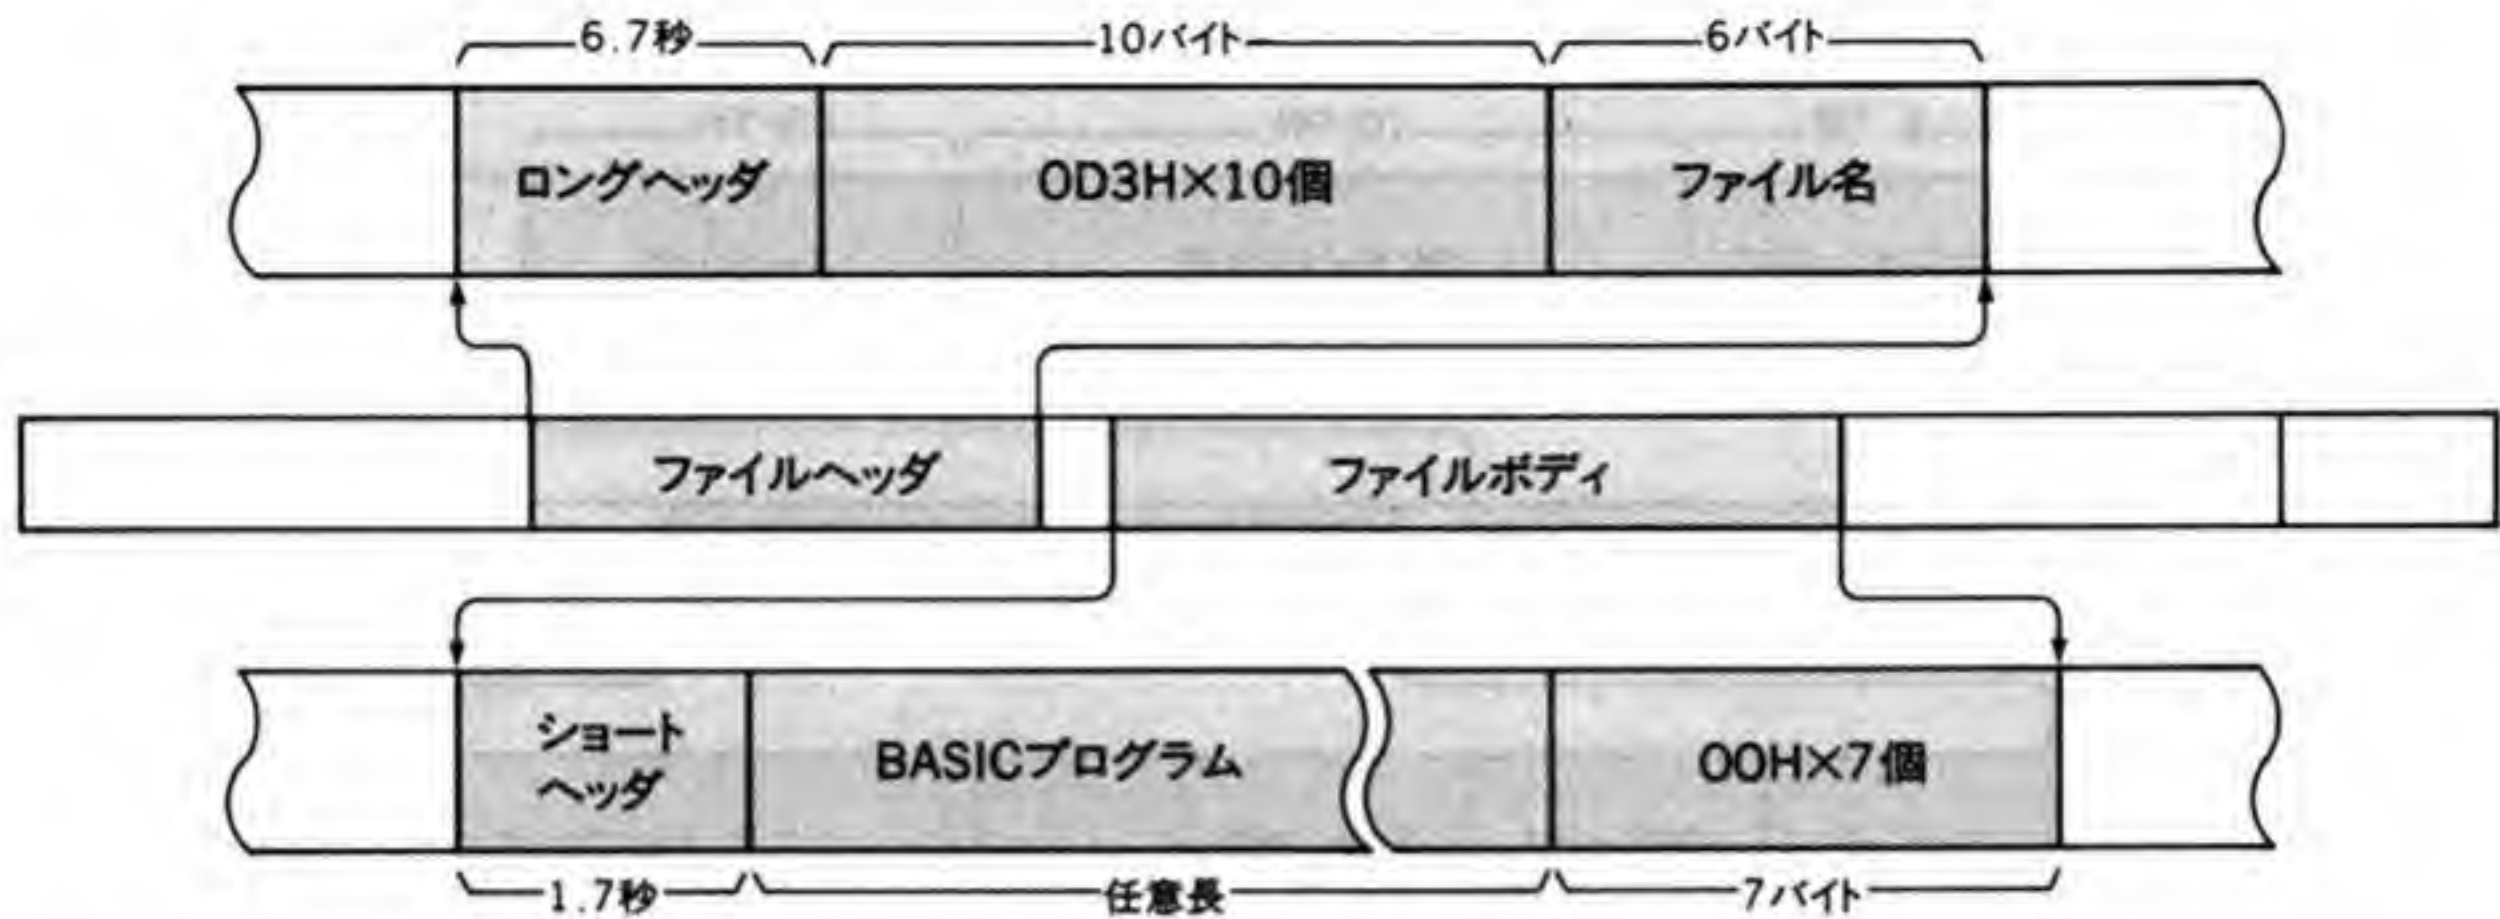 6.7秒
10バイト
6バイト
ロングヘッダ
0D3H×10個
ファイル名
ファイルヘッダ
ファイルボディ
ショート
ヘッダ
BASICプログラム
00H×7個
1.7秒
任意長
7バイト